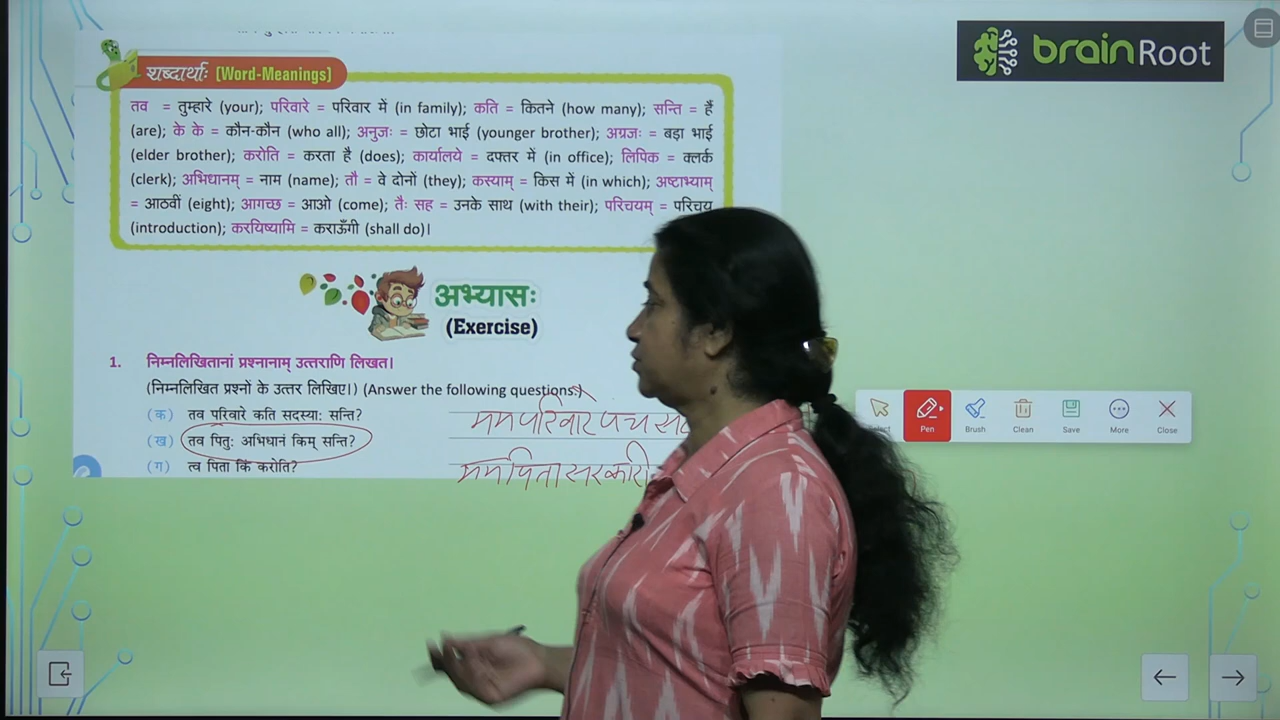 brainRoot
शब्दार्थाः (Word-Meanings)
तव = तुम्हारे (your); परिवारे = परिवार में (in family); कति = कितने (how many); सन्ति = हैं
(are); के के = कौन-कौन (who all); अनुजः = छोटा भाई (younger brother); अग्रजः = बड़ा भाई
(elder brother); करोति = करता है (does); कार्यालये = दफ्तर में (in office); लिपिक = क्लर्क
(clerk); अभिधानम् = नाम (name); तौ = वे दोनों (they); कस्याम् = किस में (in which); अष्टाभ्याम्
= आठवीं (eight); आगच्छ = आओ (come); तैः सह = उनके साथ (with their); परिचयम् = परिचय
(introduction); करयिष्यामि = कराऊँगी (shall do)।
अभ्यासः
(Exercise)
1. निम्नलिखितानां प्रश्नानाम् उत्तराणि लिखत।
(निम्नलिखित प्रश्नों के उत्तर लिखिए।) (Answer the following questions.)
(क) तव परिवारे कति सदस्याः सन्ति? मम परिवारे पंच
(ख) तव पितुः अभिधानं किम् सन्ति?
(ग) त्व पिता किं करोति? मम पिता सरकारी
Select Pen Brush Clean Save More Close